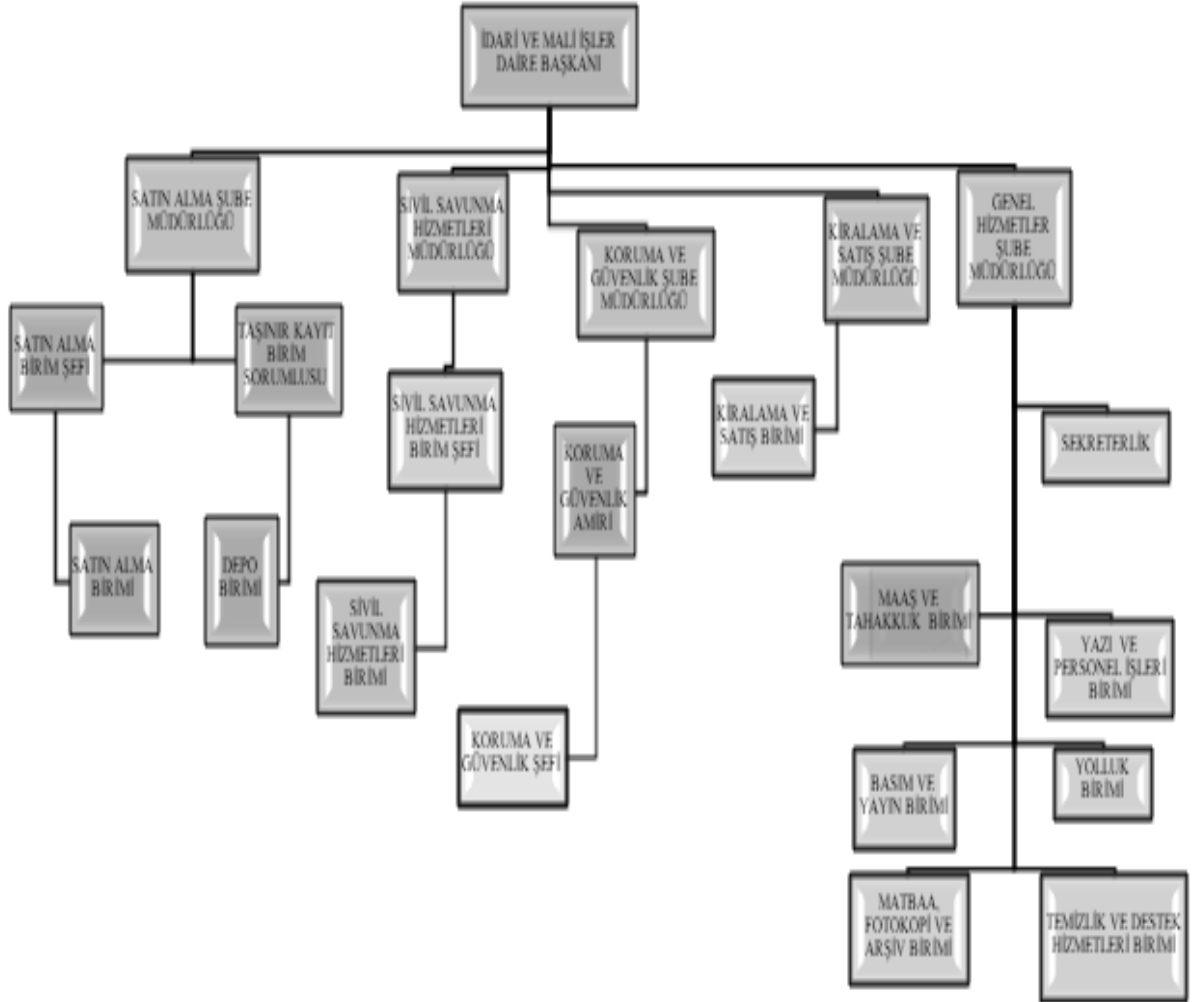 İDARİ VE MALİ İŞLER
DAİRE BAŞKANI
SATIN ALMA ŞUBE
MÜDÜRLÜĞÜ
SİVİL SAVUNMA
HİZMETLERİ
MÜDÜRLÜĞÜ
KORUMA VE
GÜVENLİK ŞUBE
MÜDÜRLÜĞÜ
KİRALAMA VE
SATIŞ ŞUBE
MÜDÜRLÜĞÜ
GENEL
HİZMETLER
ŞUBE
MÜDÜRLÜĞÜ
SATIN ALMA
BİRİM ŞEFİ
TAŞINIR KAYIT
BİRİM
SORUMLUSU
SİVİL SAVUNMA
HİZMETLERİ
BİRİM ŞEFİ
KORUMA
VE
GÜVENLİK
AMİRİ
KİRALAMA VE
SATIŞ BİRİMİ
SEKRETERLİK
SATIN ALMA
BİRİMİ
DEPO
BİRİMİ
SİVİL
SAVUNMA
HİZMETLERİ
BİRİMİ
KORUMA VE
GÜVENLİK ŞEFİ
MAAŞ VE
TAHAKKUK BİRİMİ
YAZI VE
PERSONEL İŞLERİ
BİRİMİ
BASIM VE
YAYIN BİRİMİ
YOLLUK
BİRİMİ
MATBAA,
FOTOKOPİ VE
ARŞİV BİRİMİ
TEMİZLİK VE DESTEK
HİZMETLERİ BİRİMİ